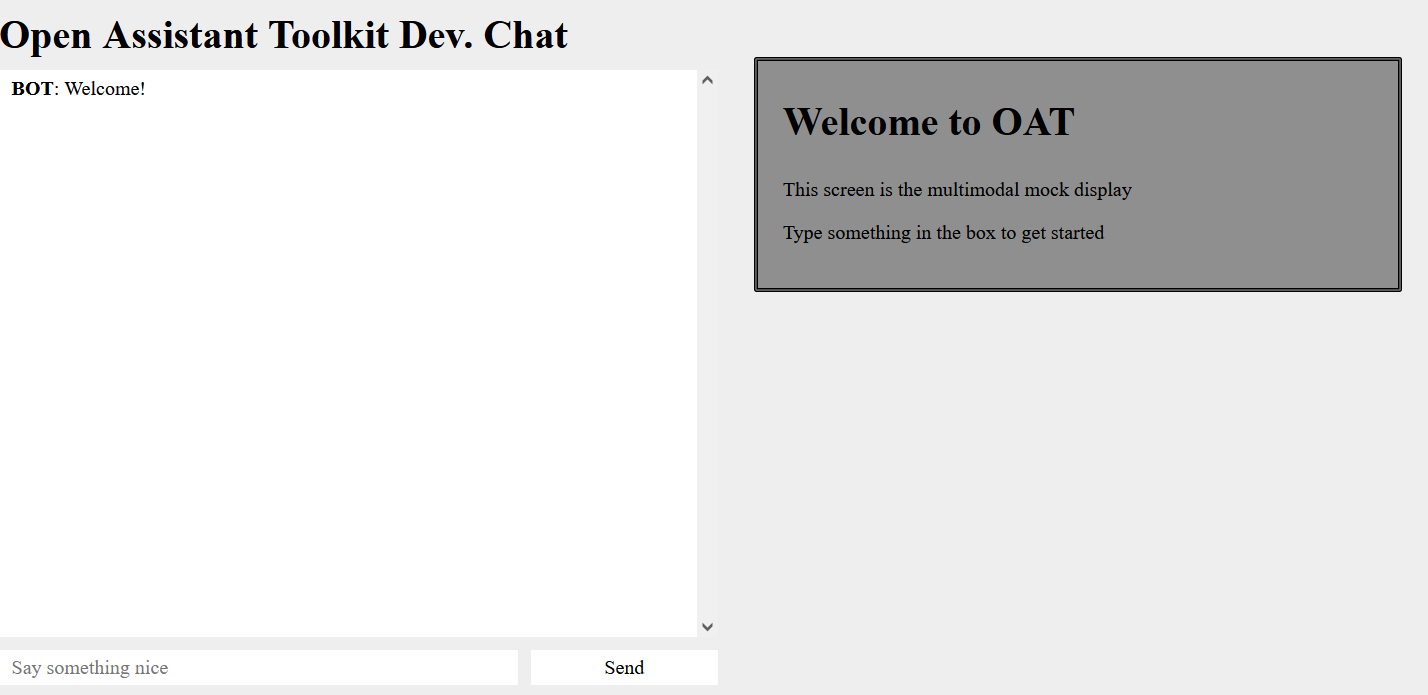 Open Assistant Toolkit Dev. Chat
BOT: Welcome!
Say something nice
Send
Welcome to OAT
This screen is the multimodal mock display
Type something in the box to get started